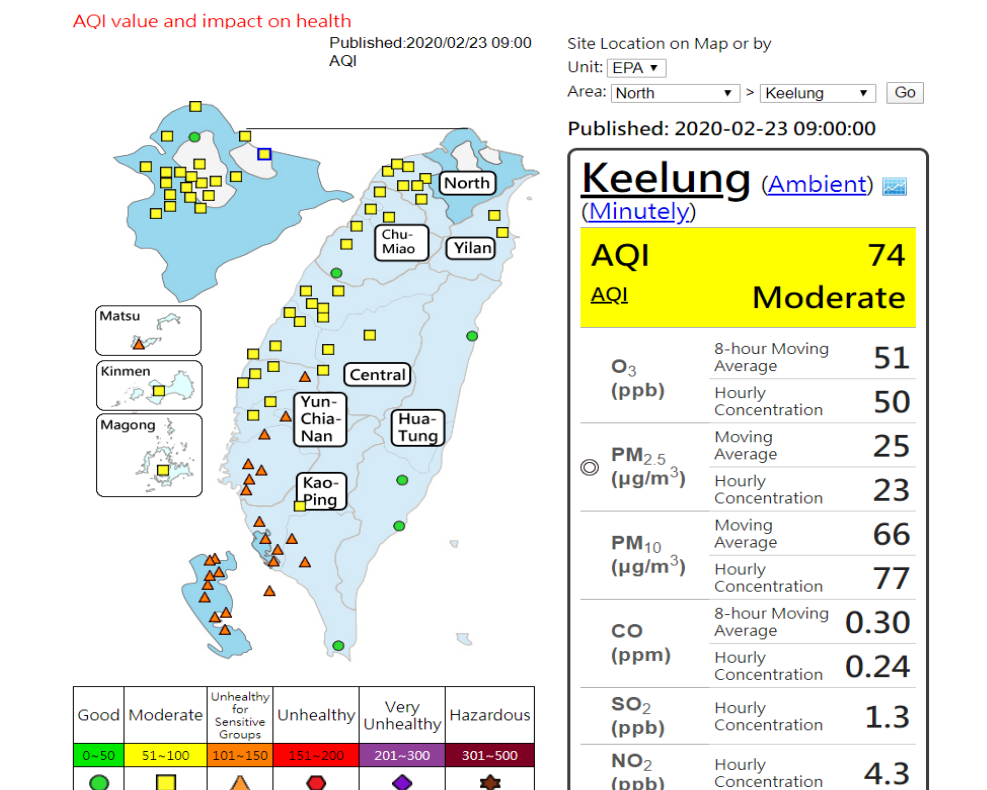 AQI value and impact on health
Published:2020/02/23 09:00
AQI
North
Chu-
Miao
Yilan
Matsu
Kinmen
Magong
Central
Yun-
Chia-
Nan
Hua-
Tung
Kao-
Ping
Good
Moderate
Unhealthy
for
Sensitive
Groups
Unhealthy
Very
Unhealthy
Hazardous
0~50
51~100
101~150
151~200
201~300
301~500
Site Location on Map or by
Unit: EPA
Area: North > Keelung Go
Published: 2020-02-23 09:00:00
Keelung (Ambient)
(Minutely)
AQI 74
AQI Moderate
O3
(ppb)
8-hour Moving
Average
51
Hourly
Concentration
50
PM2.5
(μg/m3)
Moving
Average
25
Hourly
Concentration
23
PM10
(μg/m3)
Moving
Average
66
Hourly
Concentration
77
CO
(ppm)
8-hour Moving
Average
0.30
Hourly
Concentration
0.24
SO2
(ppb)
Hourly
Concentration
1.3
NO2
(ppb)
Hourly
Concentration
4.3